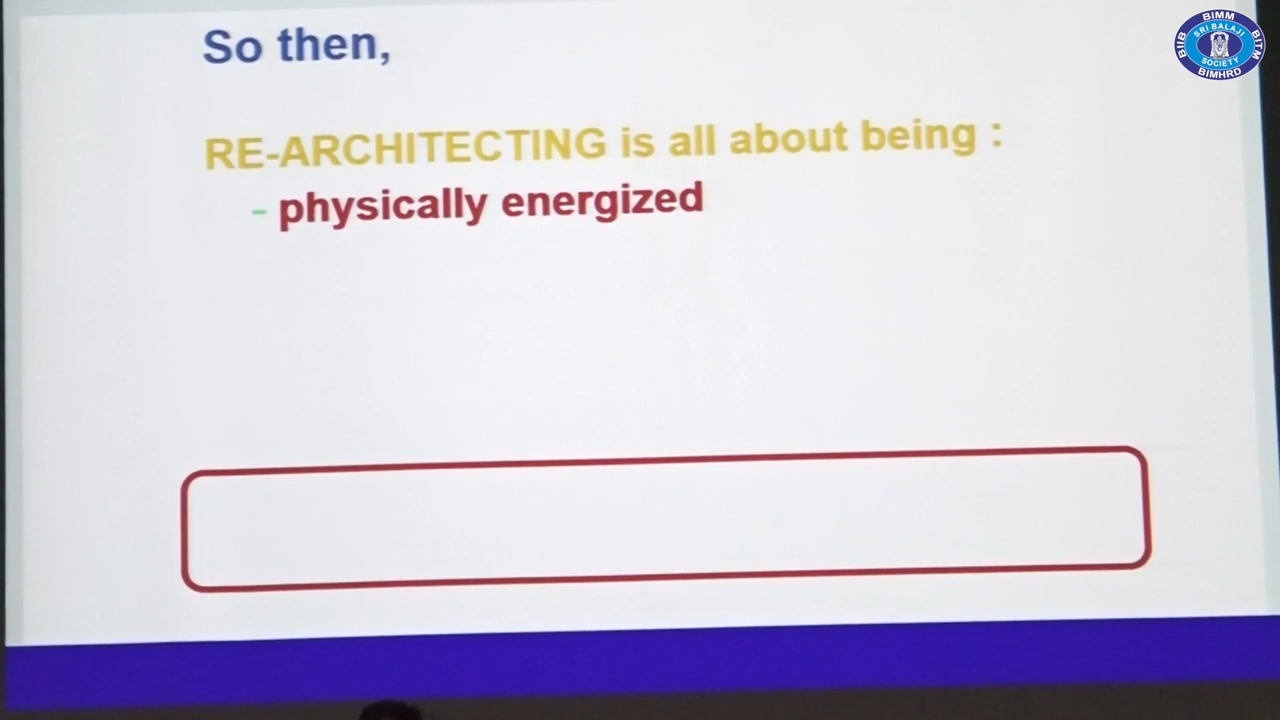 So then,
RE-ARCHITECTING is all about being :
- physically energized
BIMM
BIIB
SRI BALAJI
SOCIETY
BITM
BIMHRD